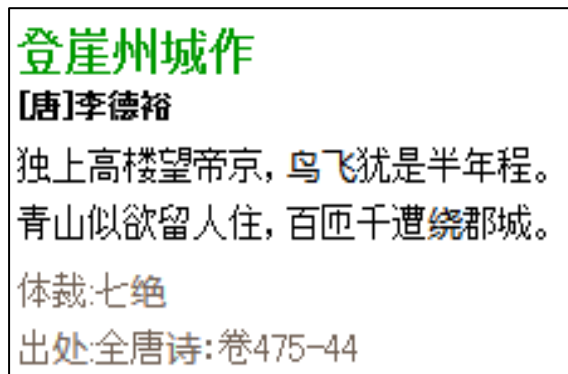 登崖州城作
[唐]李德裕
独上高楼望帝京，鸟飞犹是半年程。
青山似欲留人住，百匝千遭绕郡城。
体裁:七绝
出处:全唐诗：卷475-44